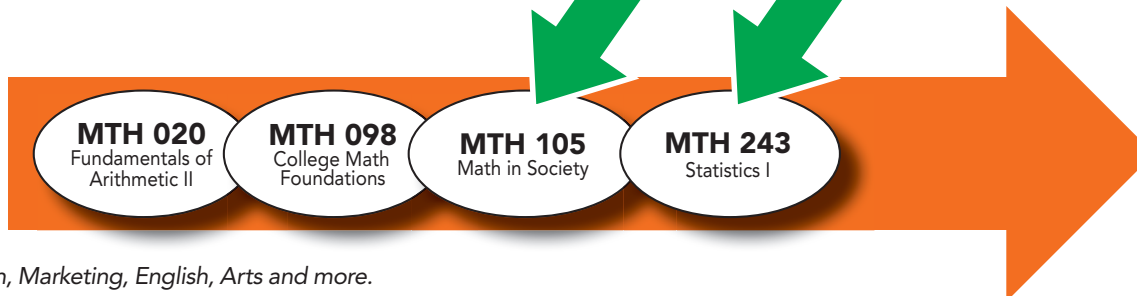 MTH 020
Fundamentals of
Arithmetic II
MTH 098
College Math
Foundations
MTH 105
Math in Society
MTH 243
Statistics I
Marketing, English, Arts and more.